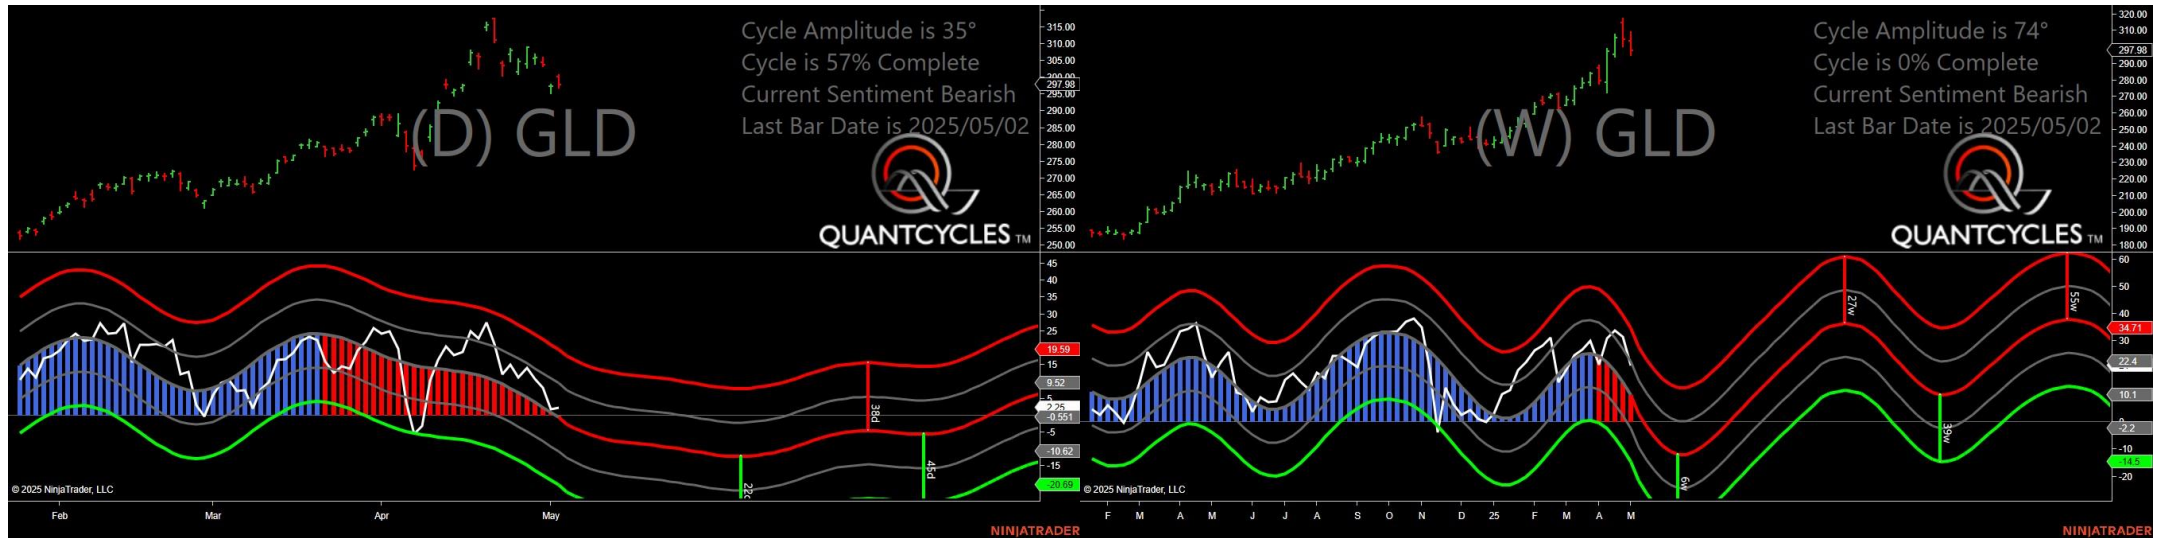 Cycle Amplitude is 35°
Cycle is 57% Complete
Current Sentiment Bearish
Last Bar Date is 2025/05/02
(D) GLD
QUANTCYCLES TM
315.00
310.00
305.00
300.00
297.98
295.00
290.00
285.00
280.00
275.00
270.00
265.00
260.00
255.00
250.00
45
40
35
30
25
19.59
15
9.52
5
2.25
-0.551
-5
-10.62
-15
-20.69
38d
45d
© 2025 NinjaTrader, LLC
Feb
Mar
Apr
May
NINJATRADER
Cycle Amplitude is 74°
Cycle is 0% Complete
Current Sentiment Bearish
Last Bar Date is 2025/05/02
(W) GLD
QUANTCYCLES TM
320.00
310.00
297.98
290.00
280.00
270.00
260.00
250.00
240.00
230.00
220.00
210.00
200.00
190.00
180.00
60
50
40
34.71
30
22.4
10.1
-2.2
-10
-14.5
-20
27w
55w
39w
6w
© 2025 NinjaTrader, LLC
F
M
A
M
J
J
A
S
O
N
D
25
F
M
A
M
NINJATRADER